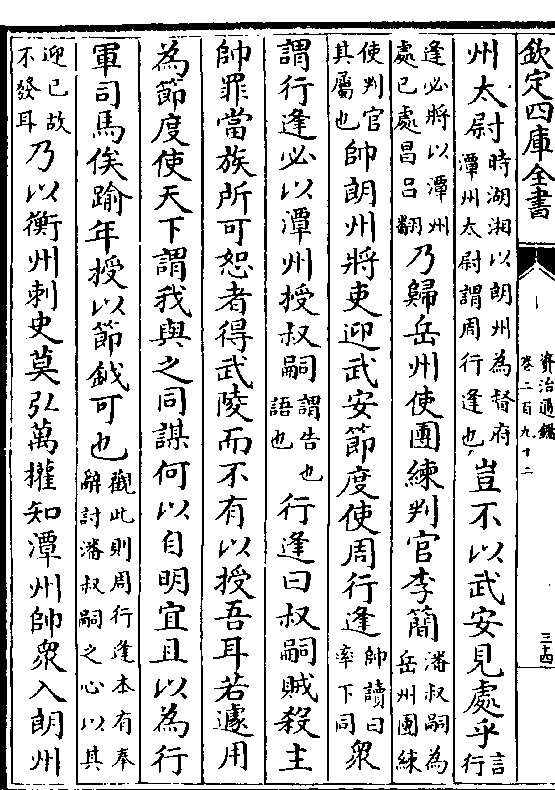 欽定四庫全書
資治通鑑
卷二百九十二
三十四
州太尉時湖湘以朗州為督府潭州太尉謂周行逢也豈不以武安見處乎言行
逢必將以潭州處已處昌呂翻乃歸岳州使團練判官李簡潘叔嗣為岳州團練
使判官其屬也帥朗州將吏迎武安節度使周行逢帥讀曰率下同衆
謂行逢必以潭州授叔嗣謂告也語也行逢曰叔嗣賊殺主
帥罪當族所可恕者得武陵而不有以授吾耳若遽用
為節度使天下謂我與之同謀何以自明宜且以為行
軍司馬俟踰年授以節鉞可也觀此則周行逢本有奉辭討潘叔嗣之心以其
迎已故不發耳乃以衡州刺史莫弘萬權知潭州帥衆入朗州